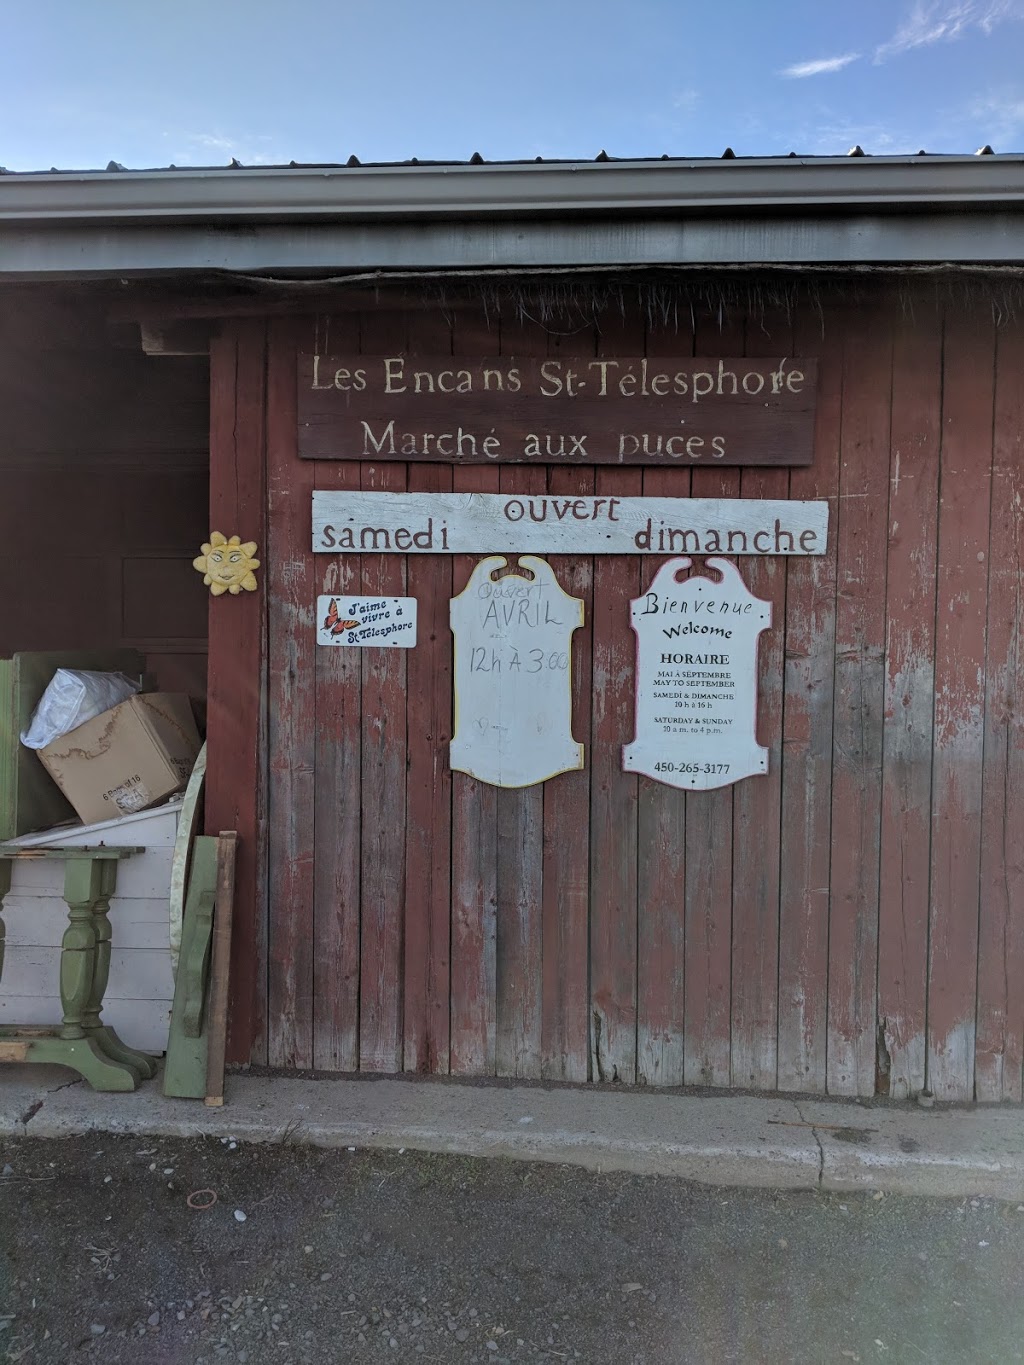 Les Encans St-Télesphore
Marché aux puces
ouvert
samedi dimanche
J'aime
vivre à
St Télesphore
Ouvert
AVRIL
12h À 3:00
Bienvenue
Welcome
HORAIRE
MAI À SEPTEMBRE
MAY TO SEPTEMBER
SAMEDI & DIMANCHE
10 h à 16 h
SATURDAY & SUNDAY
10 a.m. to 4 p.m.
450-265-3177